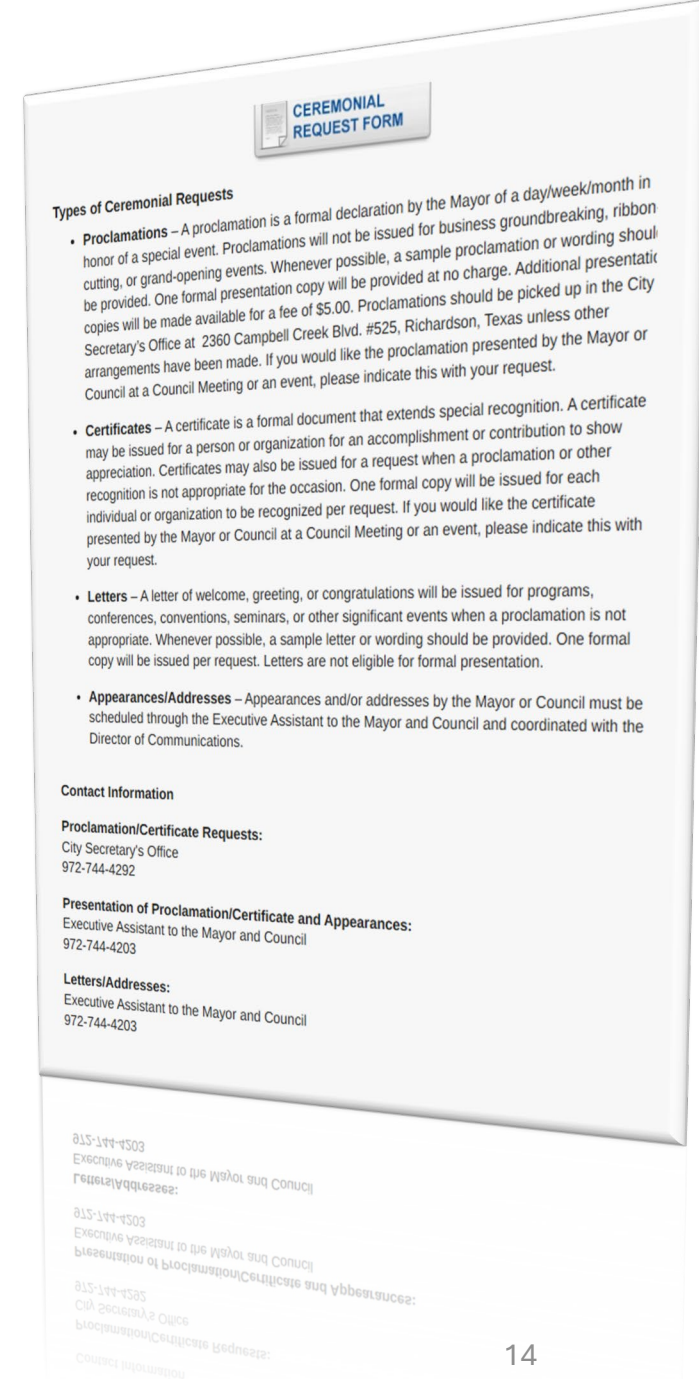 CEREMONIAL
REQUEST FORM
Types of Ceremonial Requests
• Proclamations – A proclamation is a formal declaration by the Mayor of a day/week/month in
honor of a special event. Proclamations will not be issued for business groundbreaking, ribbon
cutting, or grand-opening events. Whenever possible, a sample proclamation or wording shoul
be provided. One formal presentation copy will be provided at no charge. Additional presentatio
copies will be made available for a fee of $5.00. Proclamations should be picked up in the City
Secretary's Office at 2360 Campbell Creek Blvd. #525, Richardson, Texas unless other
arrangements have been made. If you would like the proclamation presented by the Mayor or
Council at a Council Meeting or an event, please indicate this with your request.
• Certificates – A certificate is a formal document that extends special recognition. A certificate
may be issued for a person or organization for an accomplishment or contribution to show
appreciation. Certificates may also be issued for a request when a proclamation or other
recognition is not appropriate for the occasion. One formal copy will be issued for each
individual or organization to be recognized per request. If you would like the certificate
presented by the Mayor or Council at a Council Meeting or an event, please indicate this with
your request.
• Letters – A letter of welcome, greeting, or congratulations will be issued for programs,
conferences, conventions, seminars, or other significant events when a proclamation is not
appropriate. Whenever possible, a sample letter or wording should be provided. One formal
copy will be issued per request. Letters are not eligible for formal presentation.
• Appearances/Addresses – Appearances and/or addresses by the Mayor or Council must be
scheduled through the Executive Assistant to the Mayor and Council and coordinated with the
Director of Communications.
Contact Information
Proclamation/Certificate Requests:
City Secretary's Office
972-744-4292
Presentation of Proclamation/Certificate and Appearances:
Executive Assistant to the Mayor and Council
972-744-4203
Letters/Addresses:
Executive Assistant to the Mayor and Council
972-744-4203
14